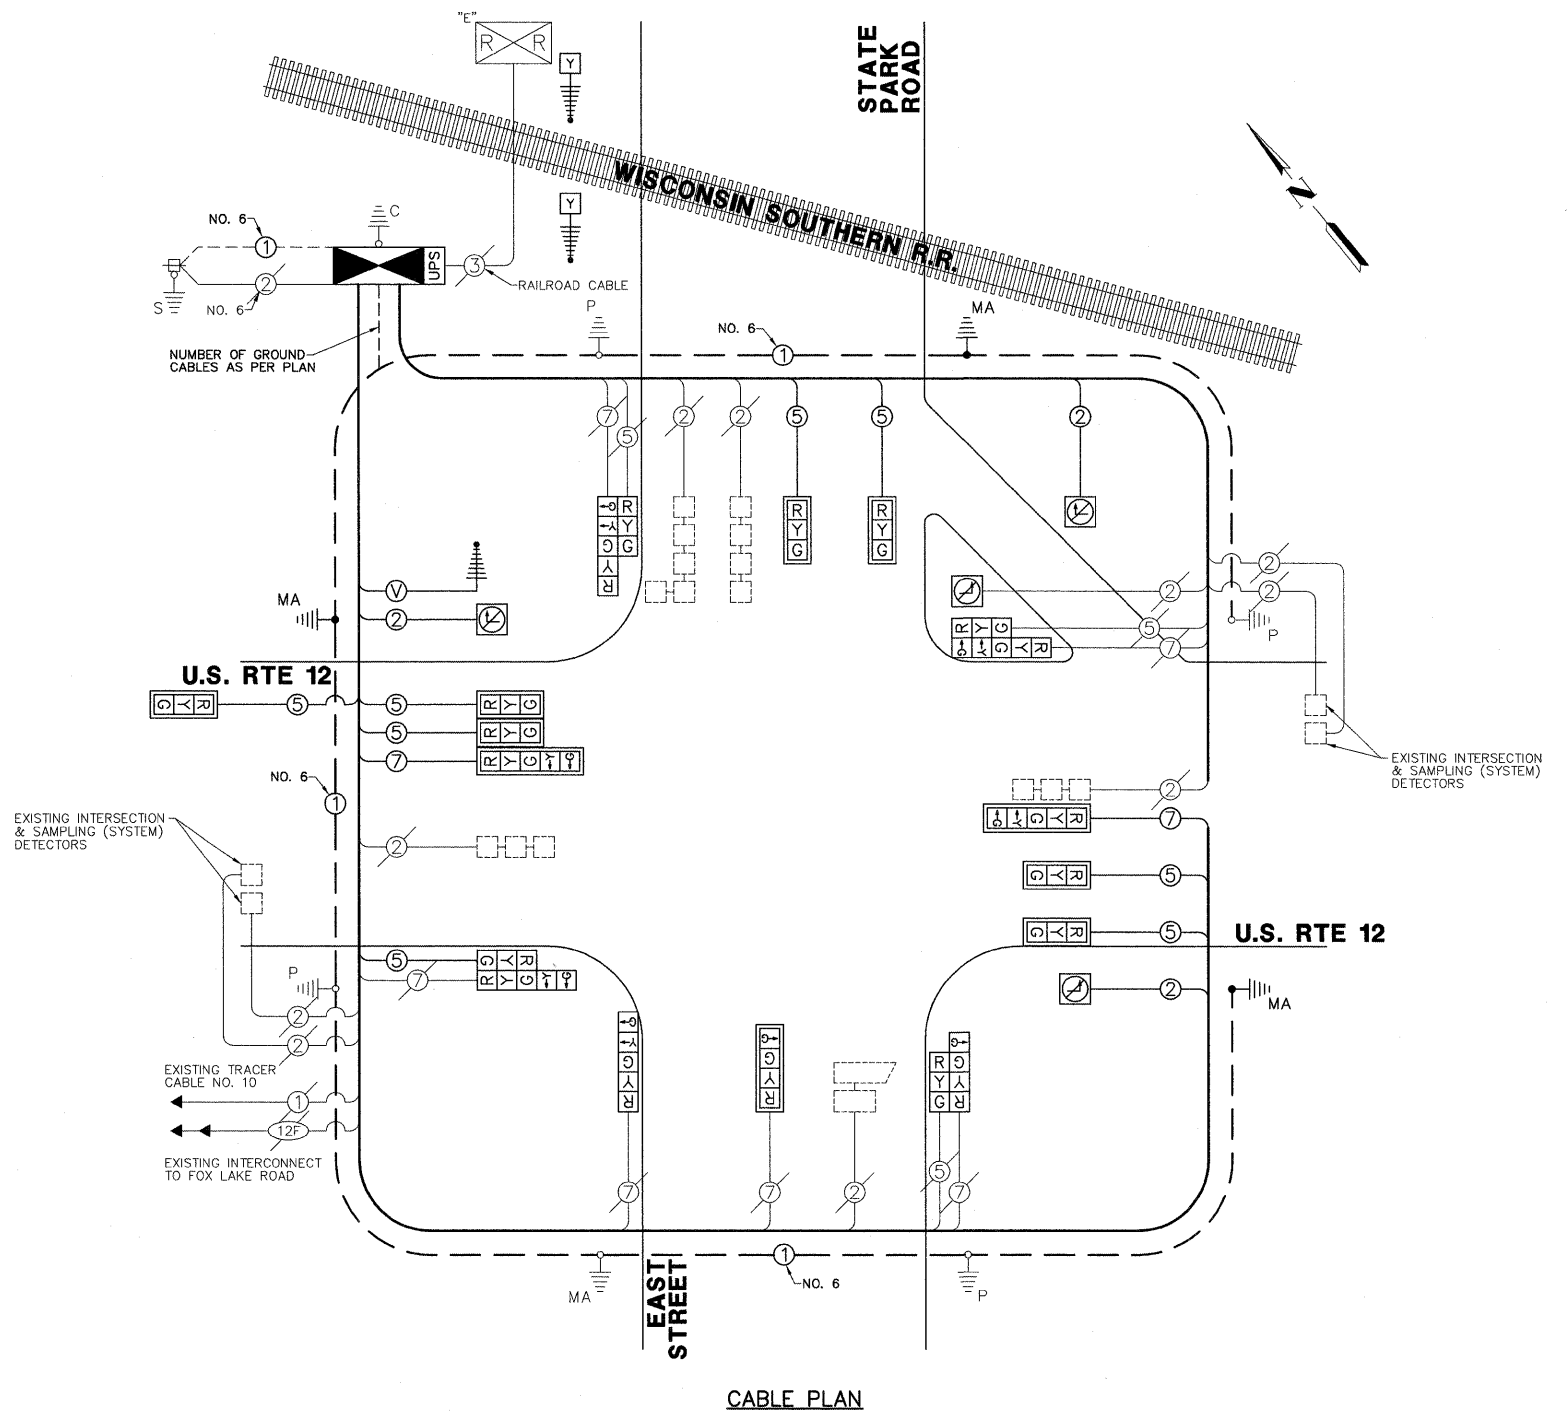 "E"
R R
Y
STATE
PARK
ROAD
WISCONSIN SOUTHERN R.R.
N
Y
NO. 6
1
C
UPS
3
RAILROAD CABLE
2
S
NO. 6
P
NO. 6
1
MA
NUMBER OF GROUND
CABLES AS PER PLAN
7
5
2
2
5
5
2
G Y G Y R
R Y G
R Y G
R Y G
V
2
MA
2
2
2
2
P
5
7
R Y G
G Y G Y R
U.S. RTE 12
G Y R
5
5
R Y G
5
R Y G
7
R Y G Y G
NO. 6
1
EXISTING INTERSECTION
& SAMPLING (SYSTEM)
DETECTORS
EXISTING INTERSECTION
& SAMPLING (SYSTEM)
DETECTORS
2
2
G Y G Y R
7
G Y R
5
G Y R
5
U.S. RTE 12
2
MA
5
G Y R
7
R Y G Y G
P
2
2
EXISTING TRACER
CABLE NO. 10
1
12F
EXISTING INTERCONNECT
TO FOX LAKE ROAD
G Y G Y R
G G Y R
R Y G
G G Y R
7
7
2
5
7
MA
1
NO. 6
P
EAST
STREET
CABLE PLAN